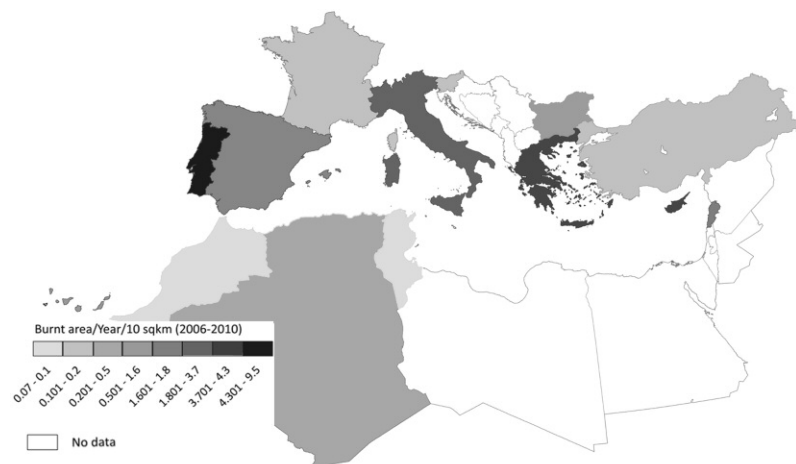 Burnt area/Year/10 sqkm (2006-2010)
0.07 - 0.1
0.101 - 0.2
0.201 - 0.5
0.501 - 1.6
1.601 - 1.8
1.801 - 3.7
3.701 - 4.3
4.301 - 9.5
No data